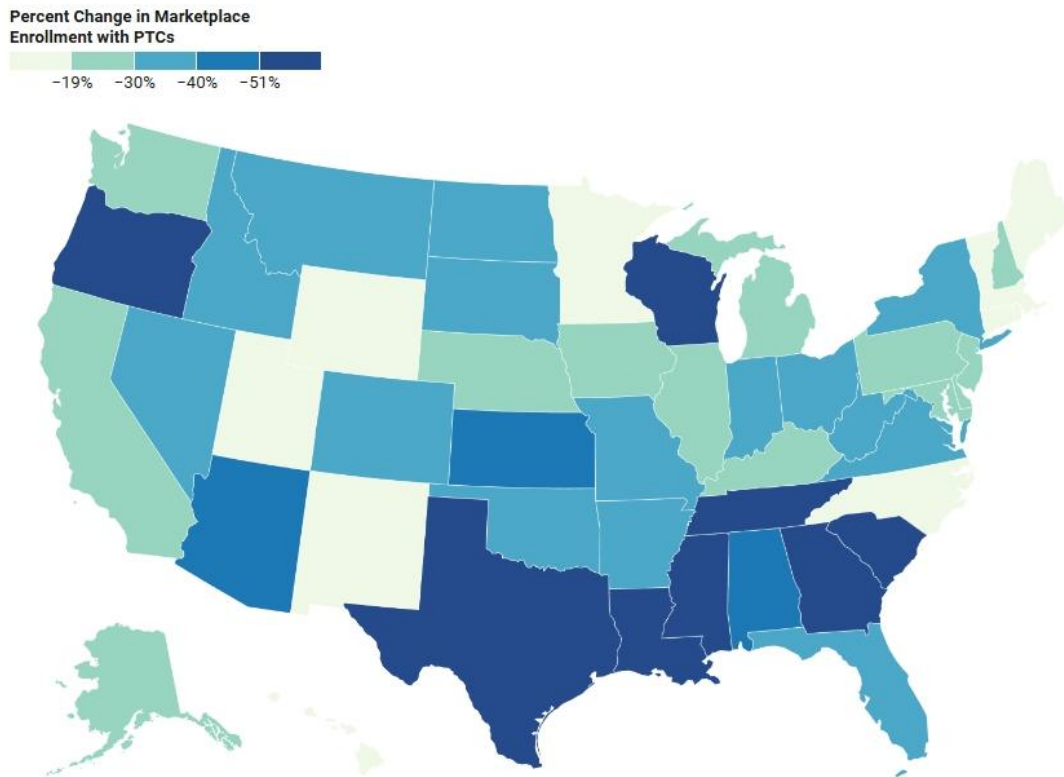 Percent Change in Marketplace
Enrollment with PTCs
−19% −30% −40% −51%